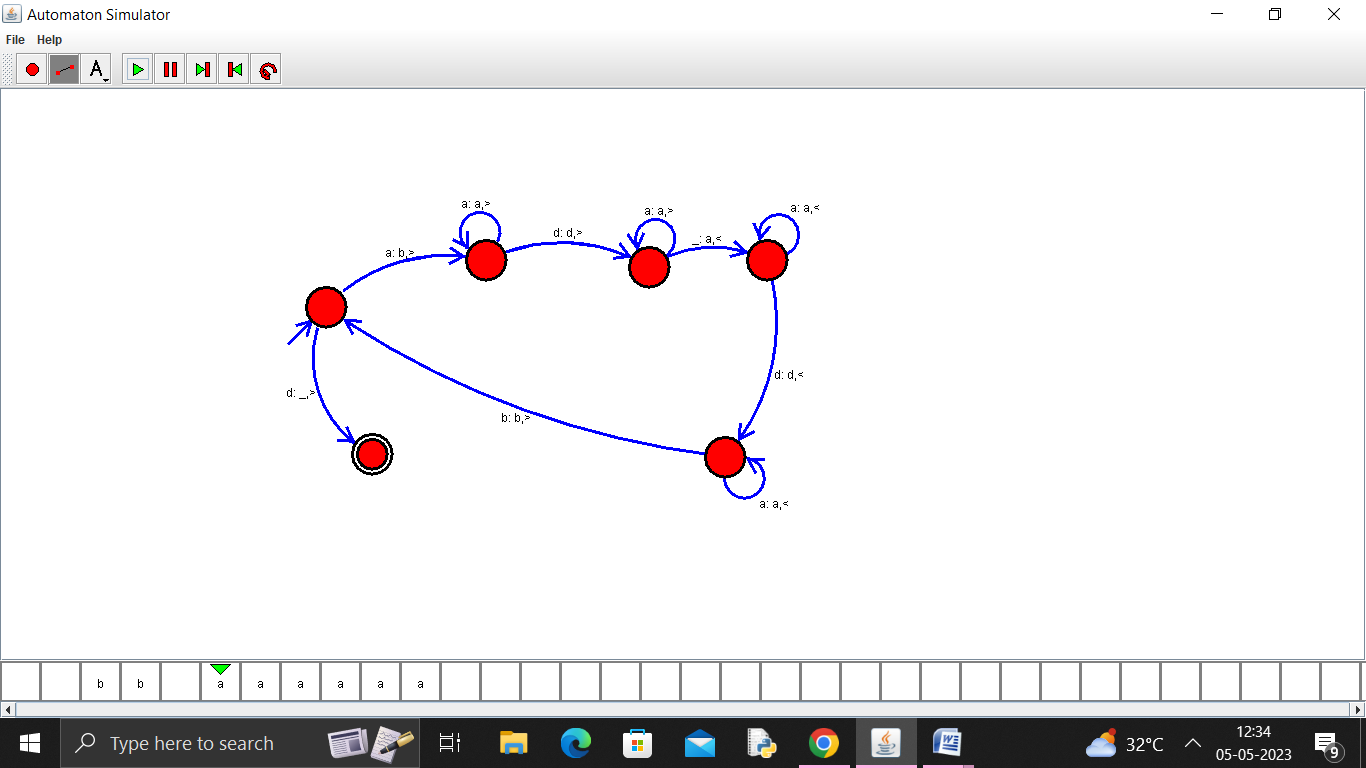 Automaton Simulator
File Help
A
a: a,>
a: a,>
a: a,<
a: b,>
d: d,>
_: a,<
d: _,>
d: d,<
b: b,>
a: a,<
b b a a a a a a
Type here to search
32°C
12:34
05-05-2023
9